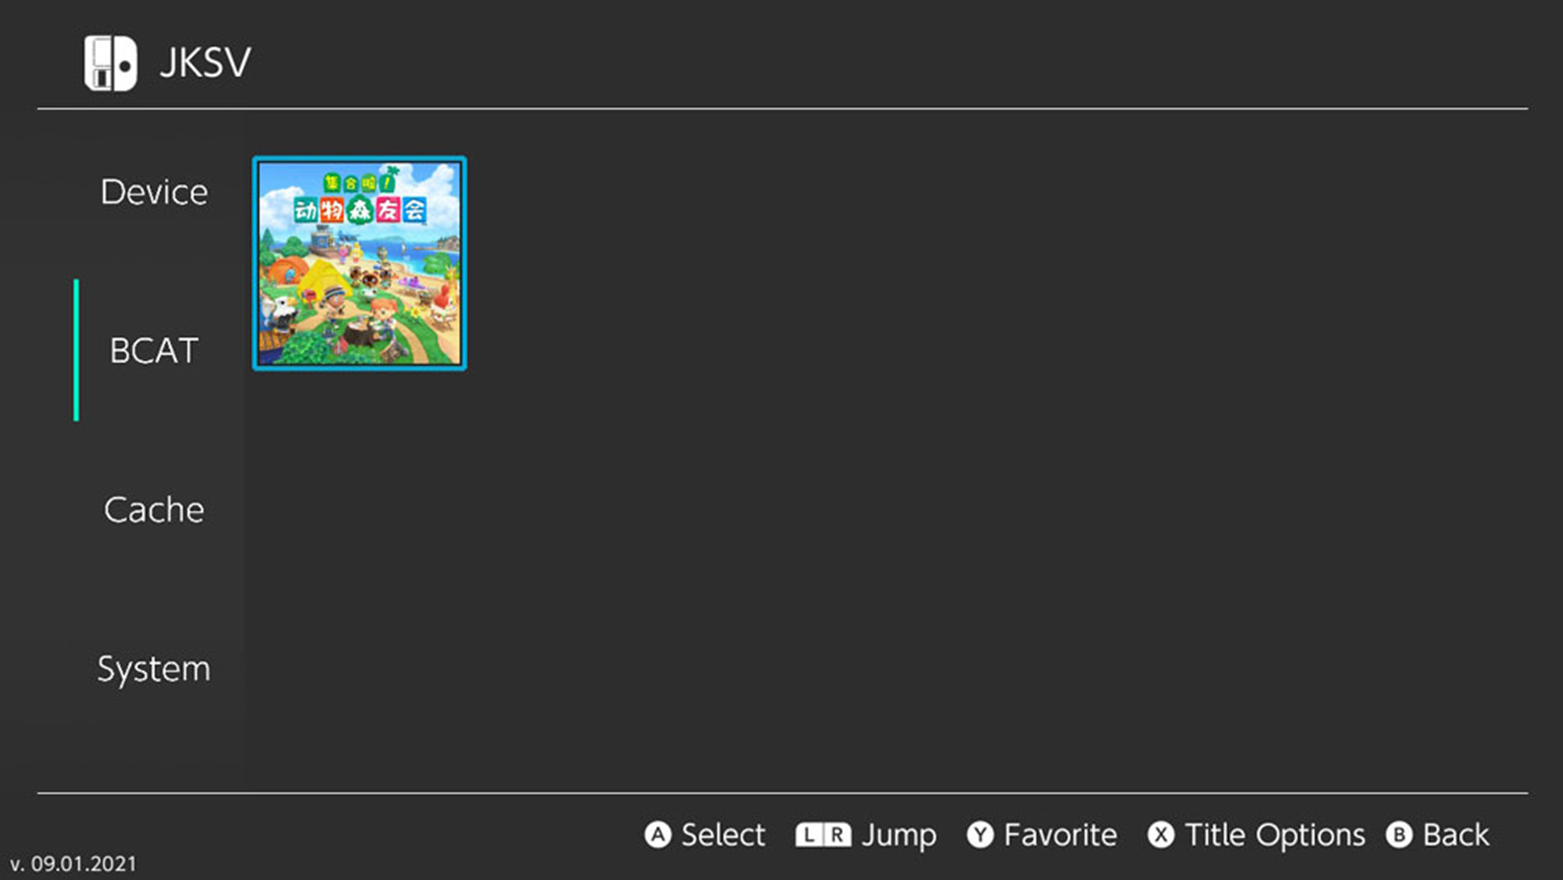 JKSV
Device
集合啦！
动物森友会
BCAT
Cache
System
A Select LR Jump Y Favorite X Title Options B Back
v. 09.01.2021